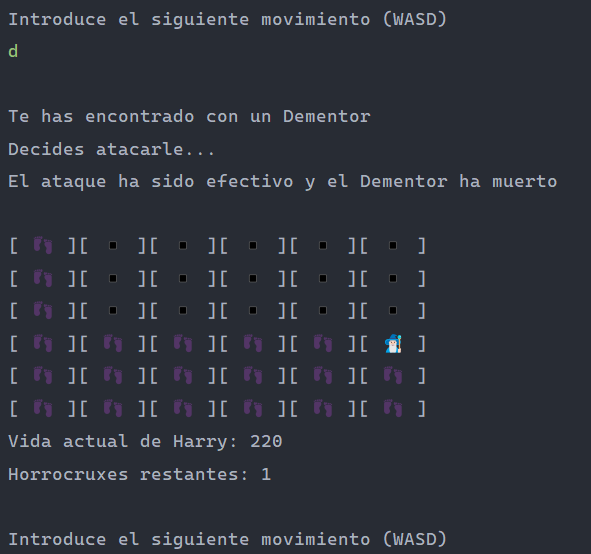 Introduce el siguiente movimiento (WASD)
d
Te has encontrado con un Dementor
Decides atacarle...
El ataque ha sido efectivo y el Dementor ha muerto
[ 👣 ][ ▪ ][ ▪ ][ ▪ ][ ▪ ][ ▪ ]
[ 👣 ][ ▪ ][ ▪ ][ ▪ ][ ▪ ][ ▪ ]
[ 👣 ][ ▪ ][ ▪ ][ ▪ ][ ▪ ][ ▪ ]
[ 👣 ][ 👣 ][ 👣 ][ 👣 ][ 👣 ][ 🧙 ]
[ 👣 ][ 👣 ][ 👣 ][ 👣 ][ 👣 ][ 👣 ]
[ 👣 ][ 👣 ][ 👣 ][ 👣 ][ 👣 ][ 👣 ]
Vida actual de Harry: 220
Horrocruxes restantes: 1
Introduce el siguiente movimiento (WASD)